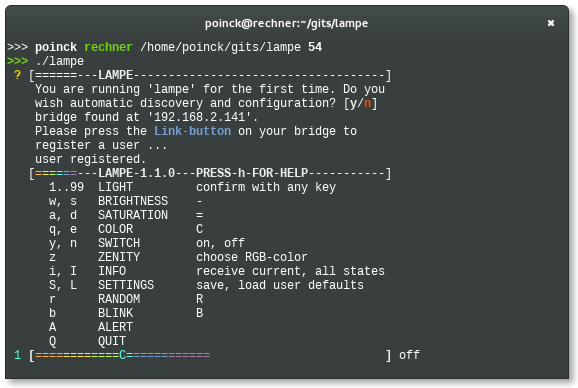 poinck@rechner:~/gits/lampe ×
>>> poinck rechner /home/poinck/gits/lampe 54
>>> ./lampe
? [======---LAMPE------------------------------------]
You are running 'lampe' for the first time. Do you
wish automatic discovery and configuration? [y/n]
bridge found at '192.168.2.141'.
Please press the Link-button on your bridge to
register a user ...
user registered.
[======---LAMPE-1.1.0---PRESS-h-FOR-HELP-----------]
1..99 LIGHT confirm with any key
w, s BRIGHTNESS -
a, d SATURATION =
q, e COLOR C
y, n SWITCH on, off
z ZENITY choose RGB-color
i, I INFO receive current, all states
S, L SETTINGS save, load user defaults
r RANDOM R
b BLINK B
A ALERT
Q QUIT
1 [============C============ ] off